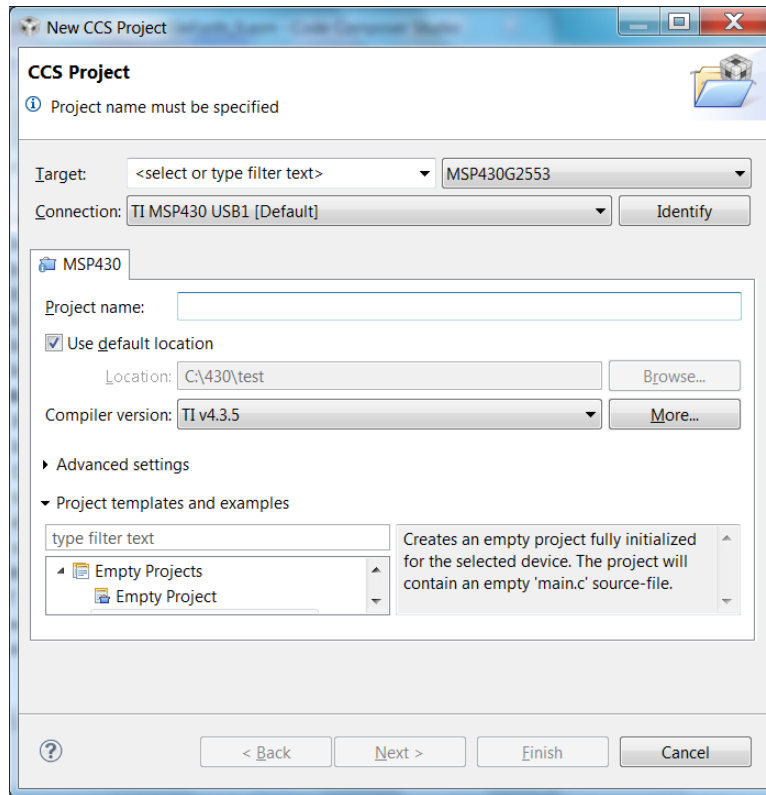 New CCS Project
CCS Project
Project name must be specified
Target: <select or type filter text> MSP430G2553
Connection: TI MSP430 USB1 [Default] Identify
MSP430
Project name:
Use default location
Location: C:\430\test Browse...
Compiler version: TI v4.3.5 More...
Advanced settings
Project templates and examples
type filter text
Empty Projects
Empty Project
Creates an empty project fully initialized
for the selected device. The project will
contain an empty 'main.c' source-file.
< Back Next > Finish Cancel